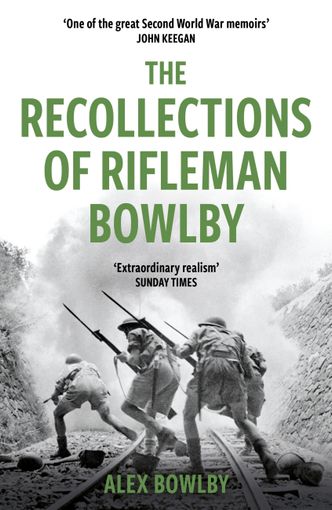 ‘One of the great Second World War memoirs’
JOHN KEEGAN
THE
RECOLLECTIONS
OF RIFLEMAN
BOWLBY
‘Extraordinary realism’
SUNDAY TIMES
ALEX BOWLBY